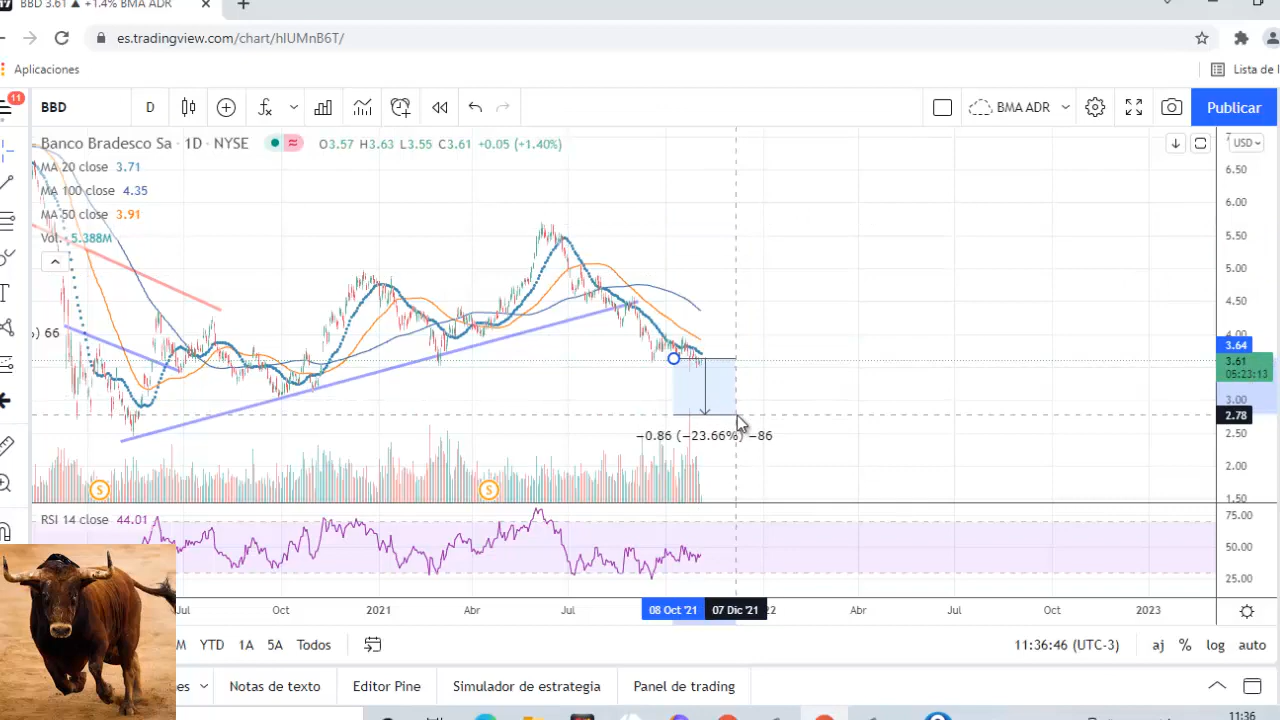 BBD 3.61 ▲ +1.4% BMA ADR
es.tradingview.com/chart/hIUMnB6T/
Aplicaciones
Lista de l
11
BBD D BMA ADR Publicar
Banco Bradesco Sa · 1D · NYSE O3.57 H3.63 L3.55 C3.61 +0.05 (+1.40%)
USD
MA 20 close 3.71
MA 100 close 4.35
MA 50 close 3.91
Vol. 5.388M
) 66
6.50
6.00
5.50
5.00
4.50
4.00
3.64
3.61
05:23:13
3.00
2.78
2.50
2.00
1.50
−0.86 (−23.66%) −86
S
S
RSI 14 close 44.01
75.00
50.00
25.00
Jul Oct 2021 Abr Jul 08 Oct '21 07 Dic '21 22 Abr Jul Oct 2023
M YTD 1A 5A Todos 11:36:46 (UTC-3) aj % log auto
es Notas de texto Editor Pine Simulador de estrategia Panel de trading
11:36